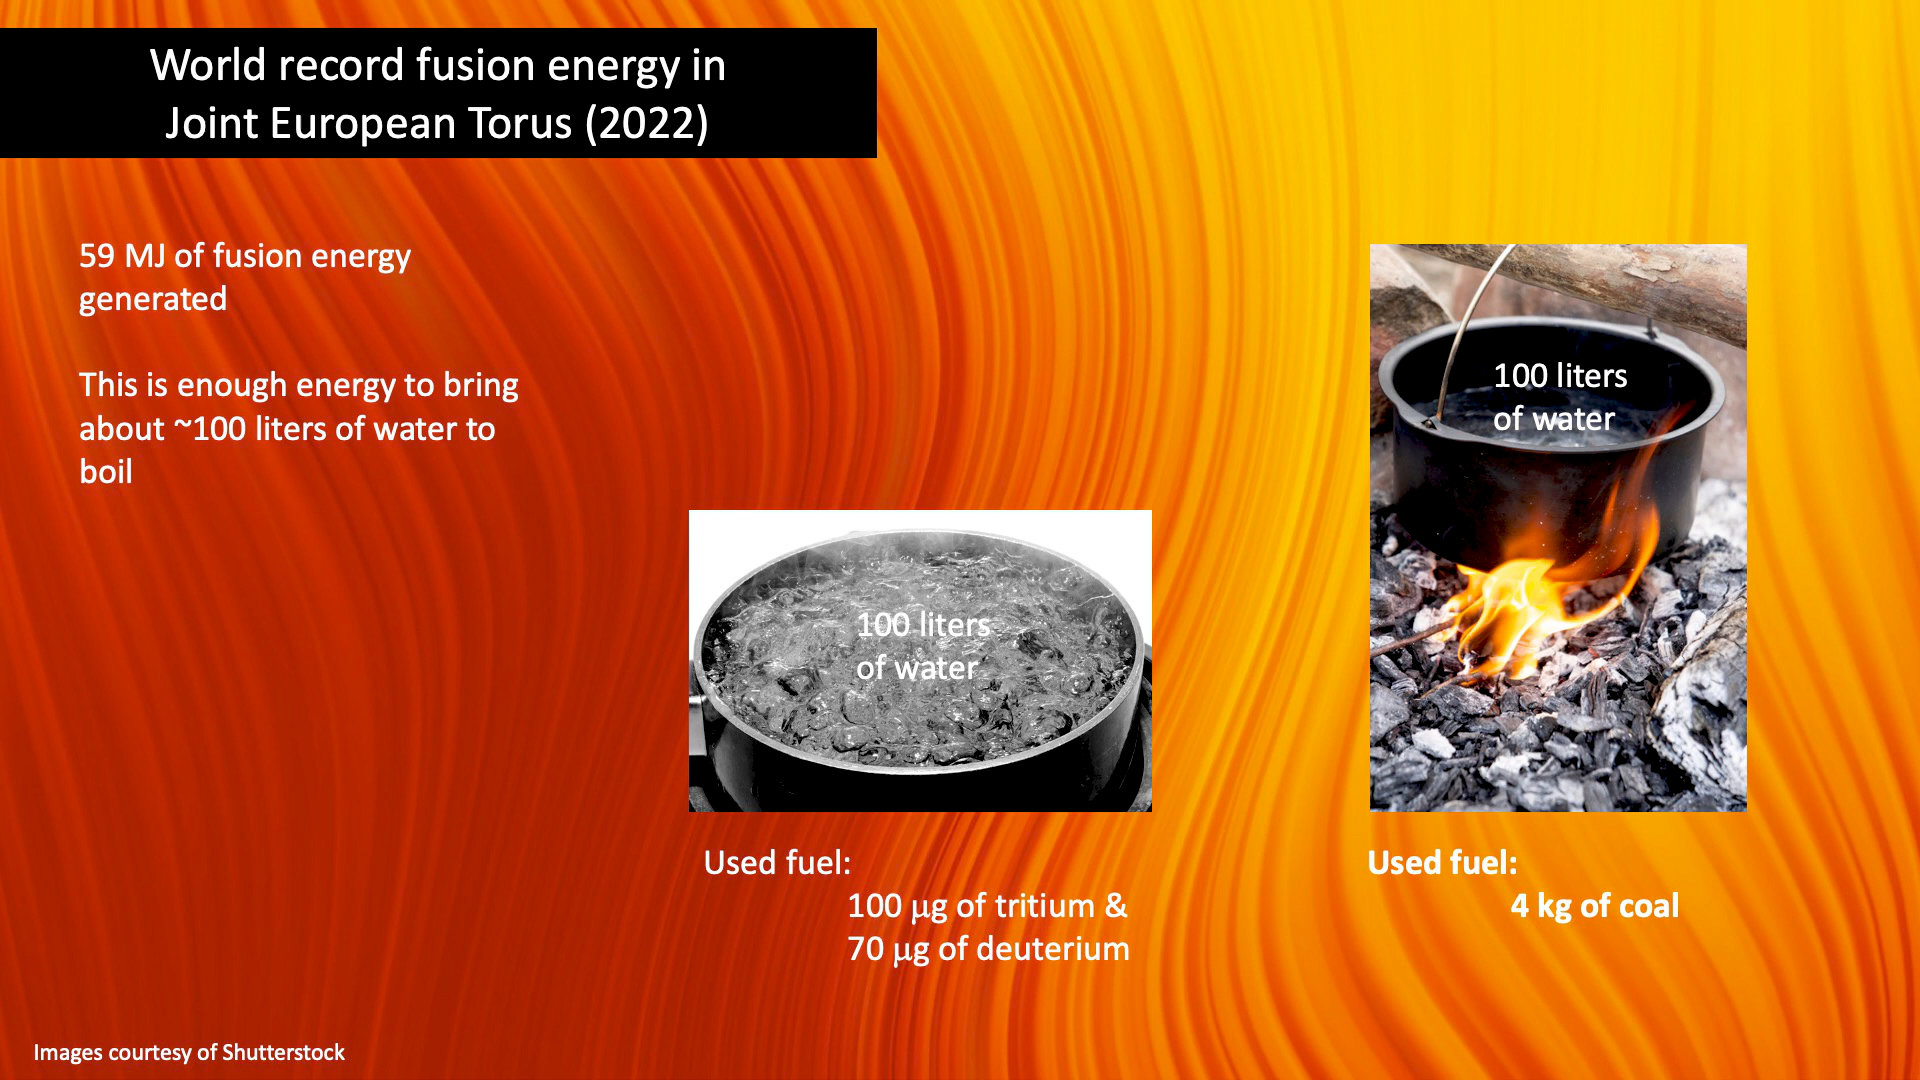 World record fusion energy in
Joint European Torus (2022)
59 MJ of fusion energy
generated
This is enough energy to bring
about ~100 liters of water to
boil
100 liters
of water
Used fuel:
100 µg of tritium &
70 µg of deuterium
100 liters
of water
Used fuel:
4 kg of coal
Images courtesy of Shutterstock